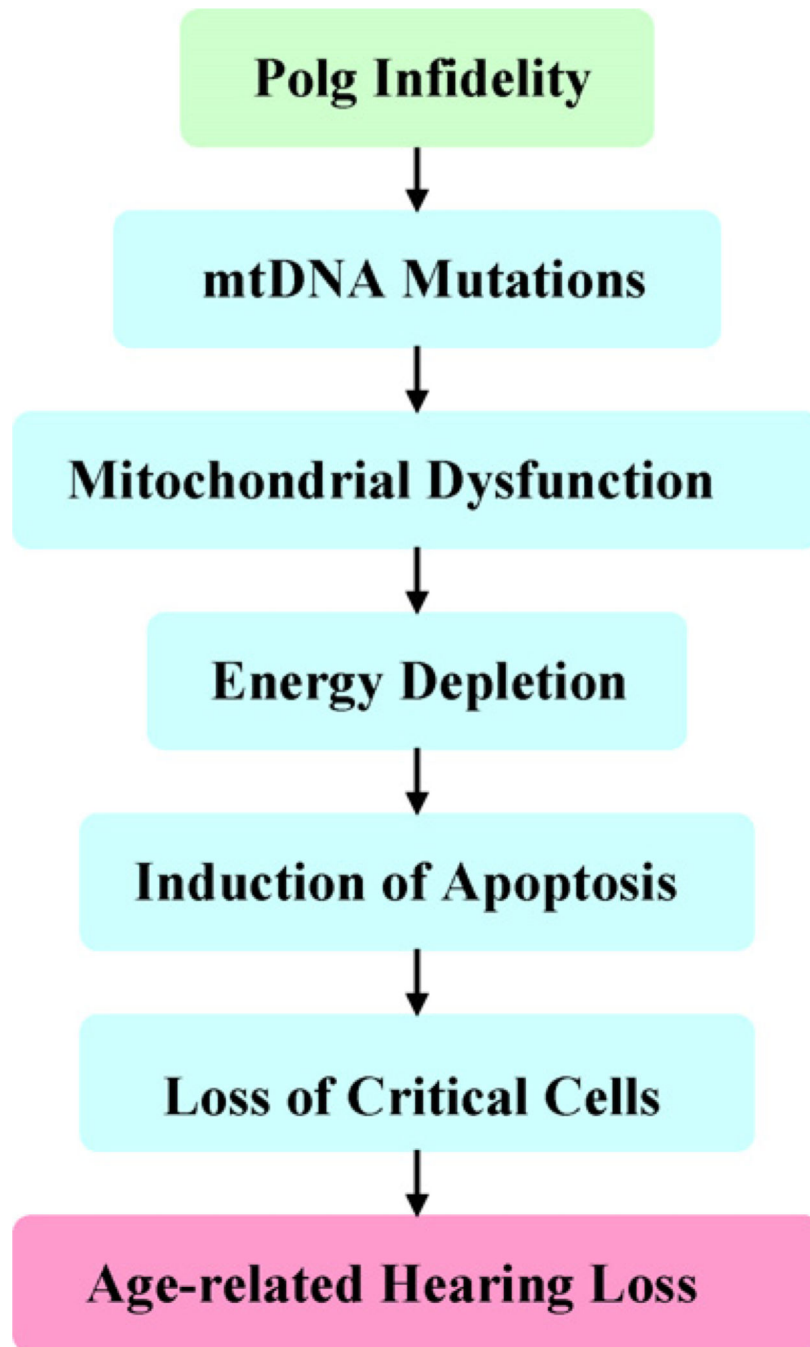 Polg Infidelity
mtDNA Mutations
Mitochondrial Dysfunction
Energy Depletion
Induction of Apoptosis
Loss of Critical Cells
Age-related Hearing Loss